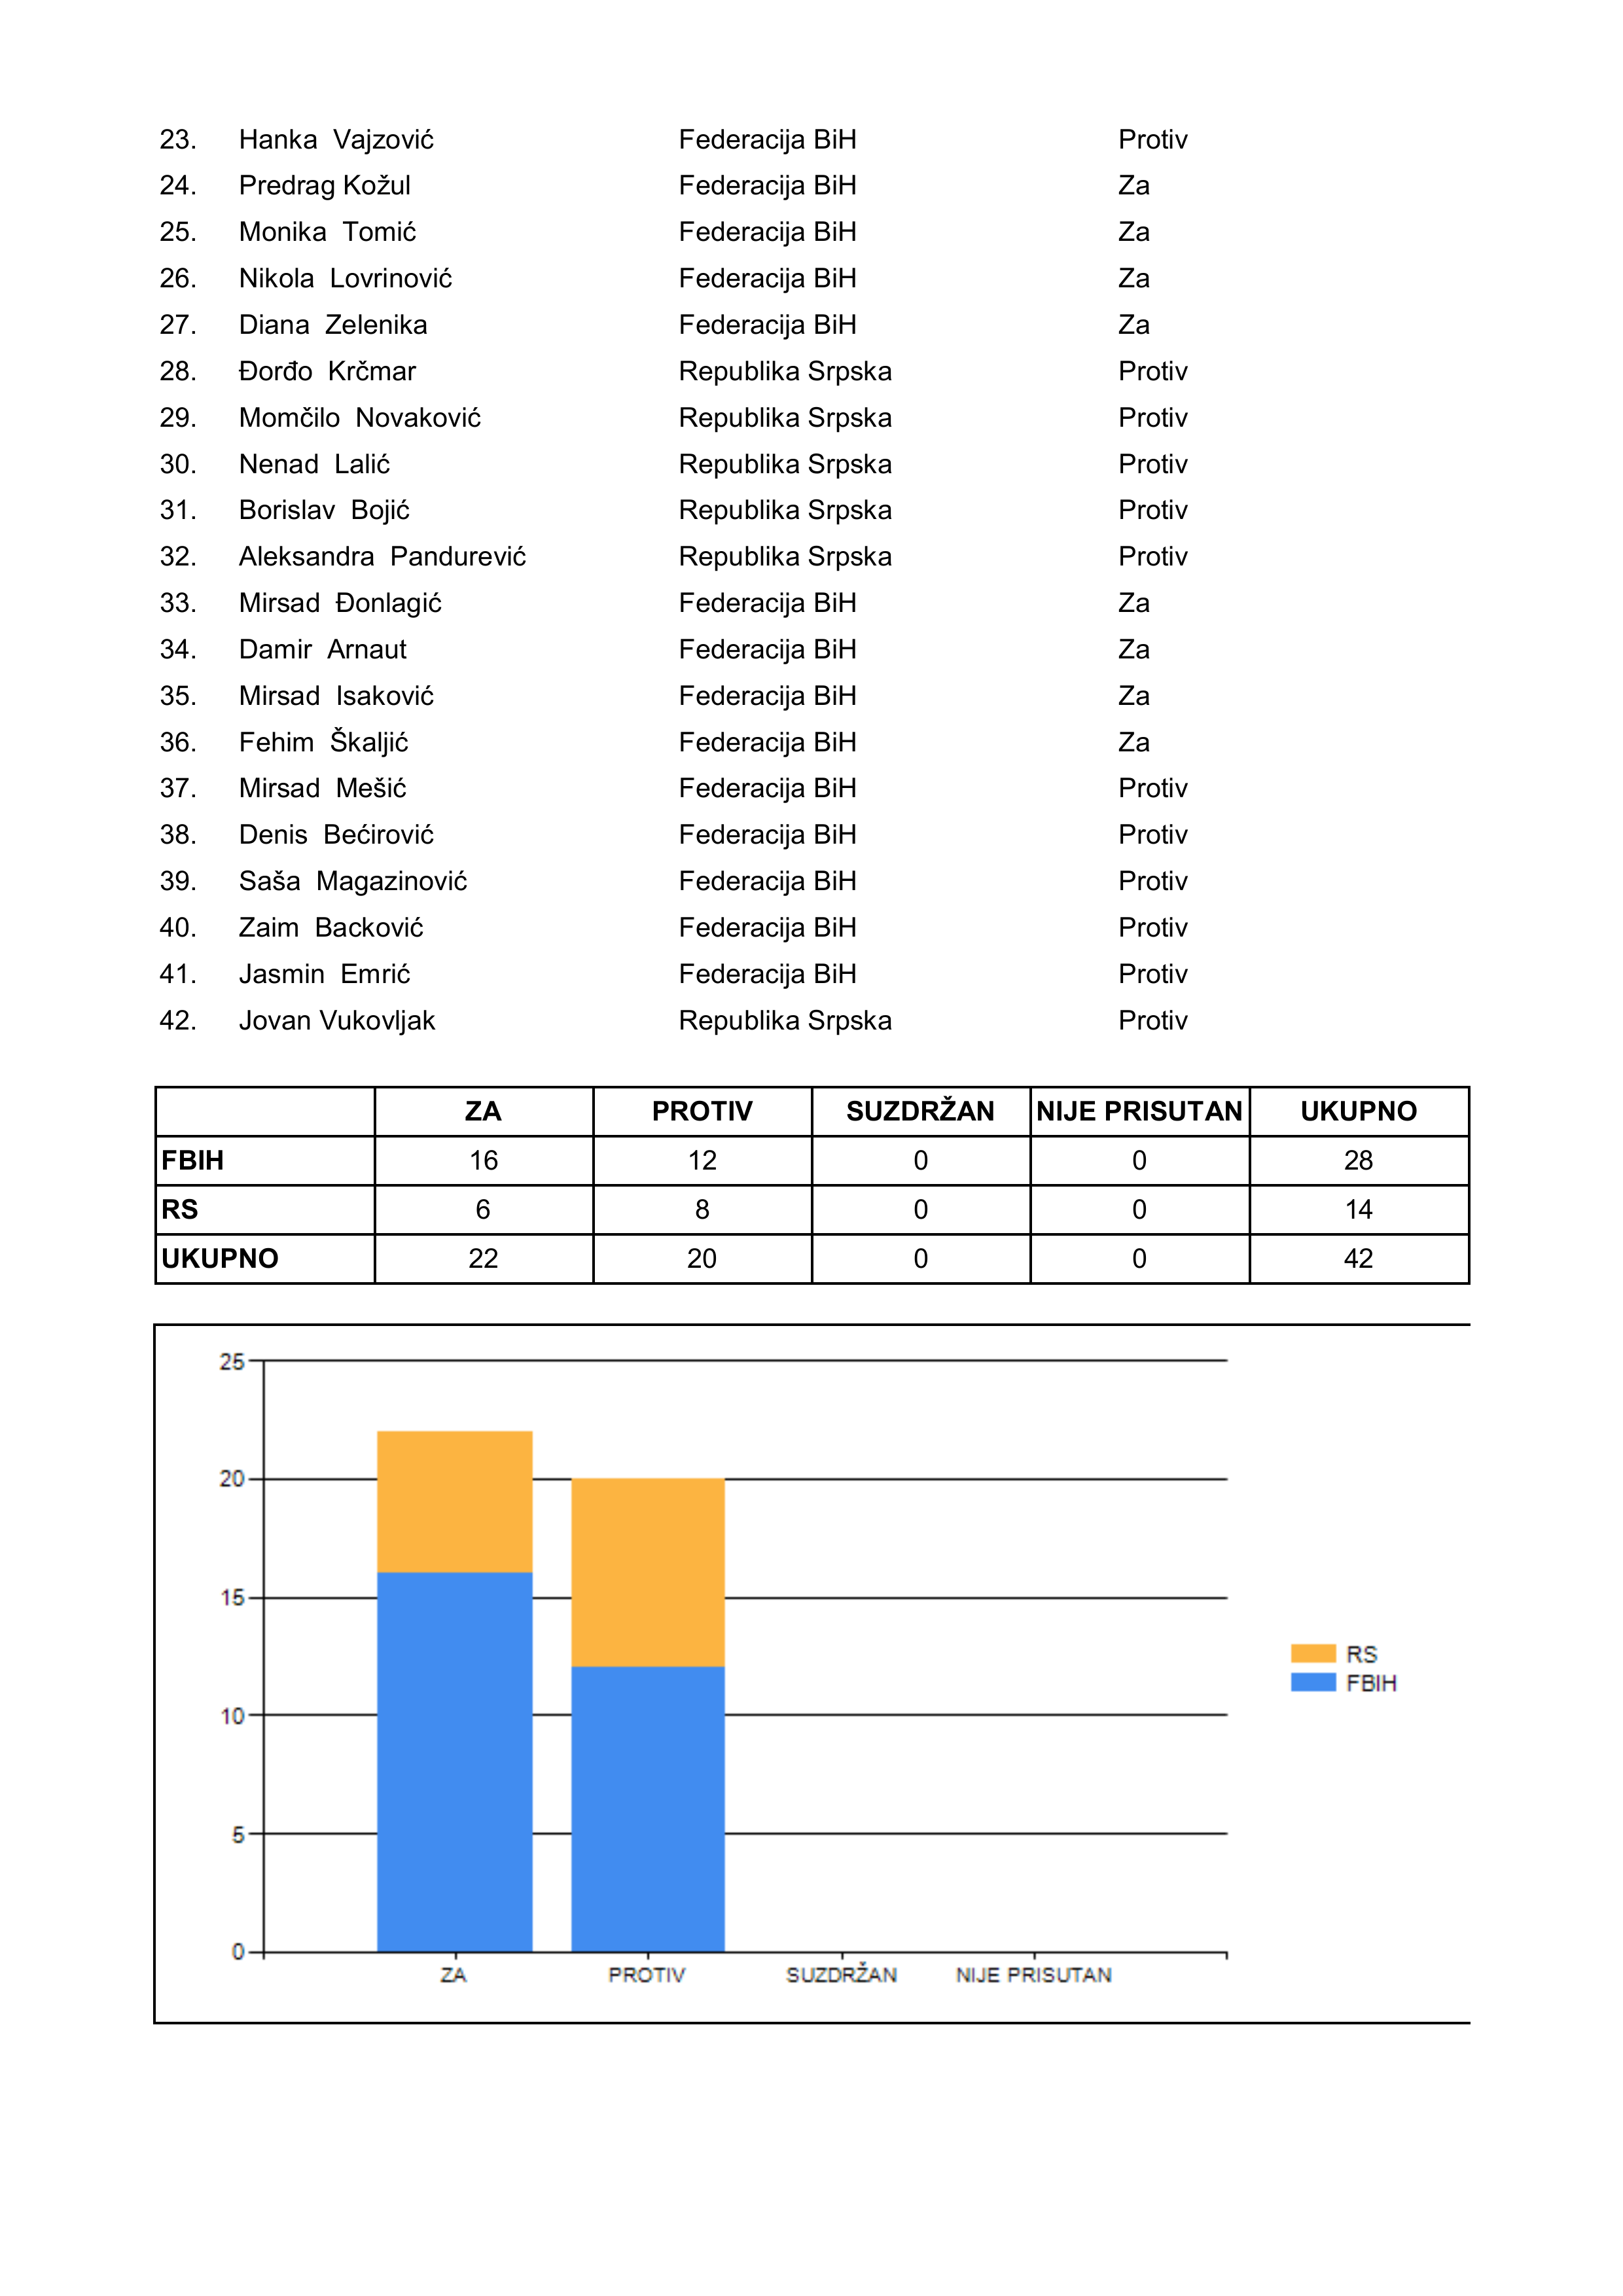 23. Hanka Vajzović Federacija BiH Protiv
24. Predrag Kožul Federacija BiH Za
25. Monika Tomić Federacija BiH Za
26. Nikola Lovrinović Federacija BiH Za
27. Diana Zelenika Federacija BiH Za
28. Đorđo Krčmar Republika Srpska Protiv
29. Momčilo Novaković Republika Srpska Protiv
30. Nenad Lalić Republika Srpska Protiv
31. Borislav Bojić Republika Srpska Protiv
32. Aleksandra Pandurević Republika Srpska Protiv
33. Mirsad Đonlagić Federacija BiH Za
34. Damir Arnaut Federacija BiH Za
35. Mirsad Isaković Federacija BiH Za
36. Fehim Škaljić Federacija BiH Za
37. Mirsad Mešić Federacija BiH Protiv
38. Denis Bećirović Federacija BiH Protiv
39. Saša Magazinović Federacija BiH Protiv
40. Zaim Backović Federacija BiH Protiv
41. Jasmin Emrić Federacija BiH Protiv
42. Jovan Vukovljak Republika Srpska Protiv
ZA PROTIV SUZDRŽAN NIJE PRISUTAN UKUPNO
FBIH 16 12 0 0 28
RS 6 8 0 0 14
UKUPNO 22 20 0 0 42
25
20
15
10
5
0
ZA PROTIV SUZDRŽAN NIJE PRISUTAN
RS
FBIH